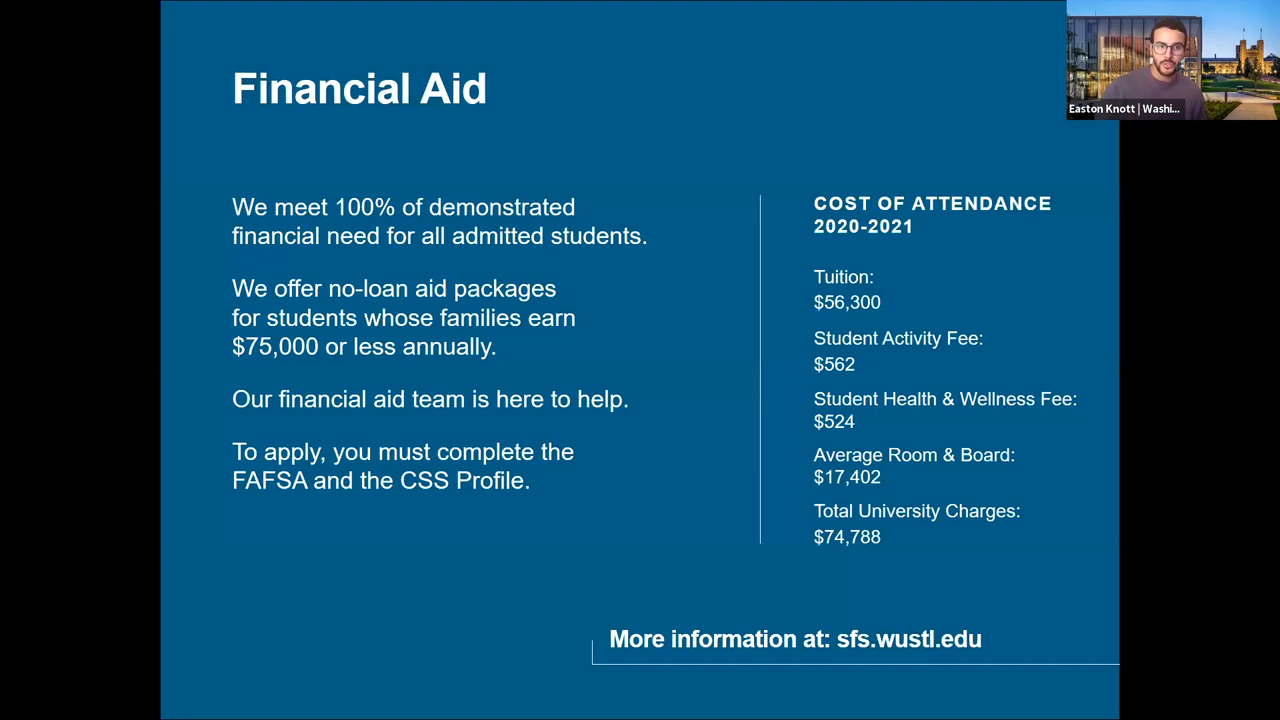 Financial Aid
We meet 100% of demonstrated
financial need for all admitted students.
We offer no-loan aid packages
for students whose families earn
$75,000 or less annually.
Our financial aid team is here to help.
To apply, you must complete the
FAFSA and the CSS Profile.
COST OF ATTENDANCE
2020-2021
Tuition:
$56,300
Student Activity Fee:
$562
Student Health & Wellness Fee:
$524
Average Room & Board:
$17,402
Total University Charges:
$74,788
More information at: sfs.wustl.edu
Easton Knott | Washi...